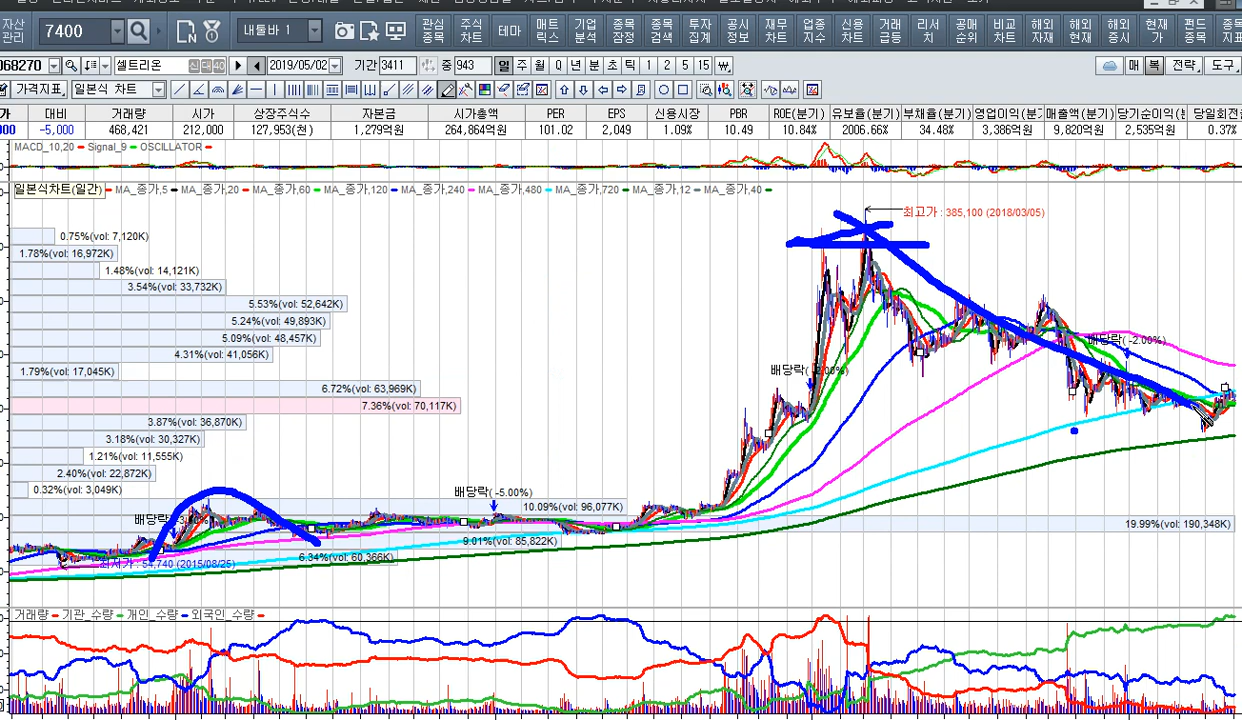 자산 관리 7400 내툴바 1 관심 종목 주식 차트 테마 매트 릭스 기업 분석 종목 잠정 종목 검색 투자 집계 공시 정보 재무 차트 업종 지수 신용 차트 거래 급등 리서 치 공매 순위 비교 차트 해외 자재 해외 현재 해외 증시 현재 가 펀드 종목 종목
068270 셀트리온 신 대 40 2019/05/02 기간 3411 중 943 일 주 월 Q 년 분 초 틱 1 2 5 15 매 복 전략 도구
가격지표 일본식 차트
대비 거래량 시가 상장주식수 자본금 시가총액 PER EPS 신용시장 PBR ROE(분기) 유보율(분기) 부채율(분기) 영업이익(분기 매출액(분기) 당기순이익( 당일회전
000 -5,000 468,421 212,000 127,953(천) 1,279억원 264,864억원 101.02 2,049 1.09% 10.49 10.84% 2006.66% 34.48% 3,386억원 9,820억원 2,535억원 0.37%
MACD_10,20 Signal_9 OSCILLATOR
일본식차트(일간) MA_종가,5 MA_종가,20 MA_종가,60 MA_종가,120 MA_종가,240 MA_종가,480 MA_종가,720 MA_종가,12 MA_종가,40
최고가 : 385,100 (2018/03/05)
0.75%(vol: 7,120K)
1.78%(vol: 16,972K)
1.48%(vol: 14,121K)
3.54%(vol: 33,732K)
5.53%(vol: 52,642K)
5.24%(vol: 49,893K)
5.09%(vol: 48,457K)
배당락( -2.00%)
4.31%(vol: 41,056K)
1.79%(vol: 17,045K)
배당락(
6.72%(vol: 63,969K)
7.36%(vol: 70,117K)
3.87%(vol: 36,870K)
3.18%(vol: 30,327K)
1.21%(vol: 11,555K)
2.40%(vol: 22,872K)
0.32%(vol: 3,049K)
배당락( -5.00%)
10.09%(vol: 96,077K)
배당락
19.99%(vol: 190,348K)
9.01%(vol: 85,822K)
6.34%(vol: 60,366K)
최저가 : 54,740 (2015/08/25)
거래량 기관_수량 개인_수량 외국인_수량